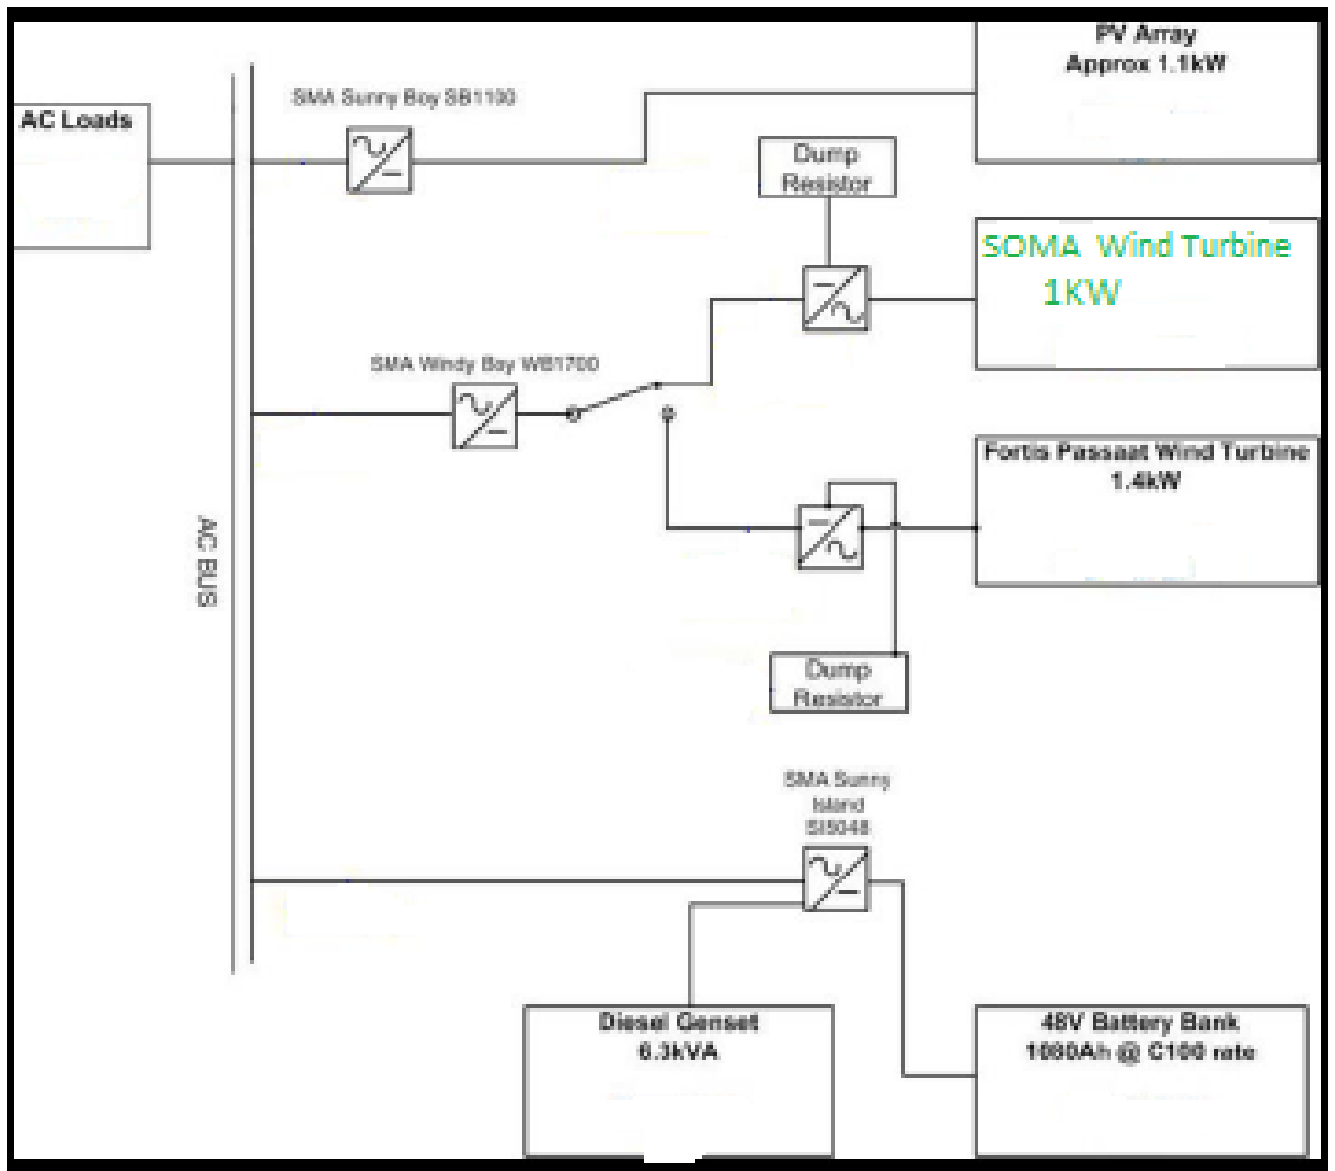 PV Array
Approx 1.1kW
SMA Sunny Boy SB1100
AC Loads
Dump
Resistor
SOMA Wind Turbine
1KW
SMA Windy Boy WB1700
Fortis Passaat Wind Turbine
1.4kW
AC BUS
Dump
Resistor
SMA Sunny
Island
SI5048
Diesel Genset
6.3kVA
48V Battery Bank
1080Ah @ C100 rate